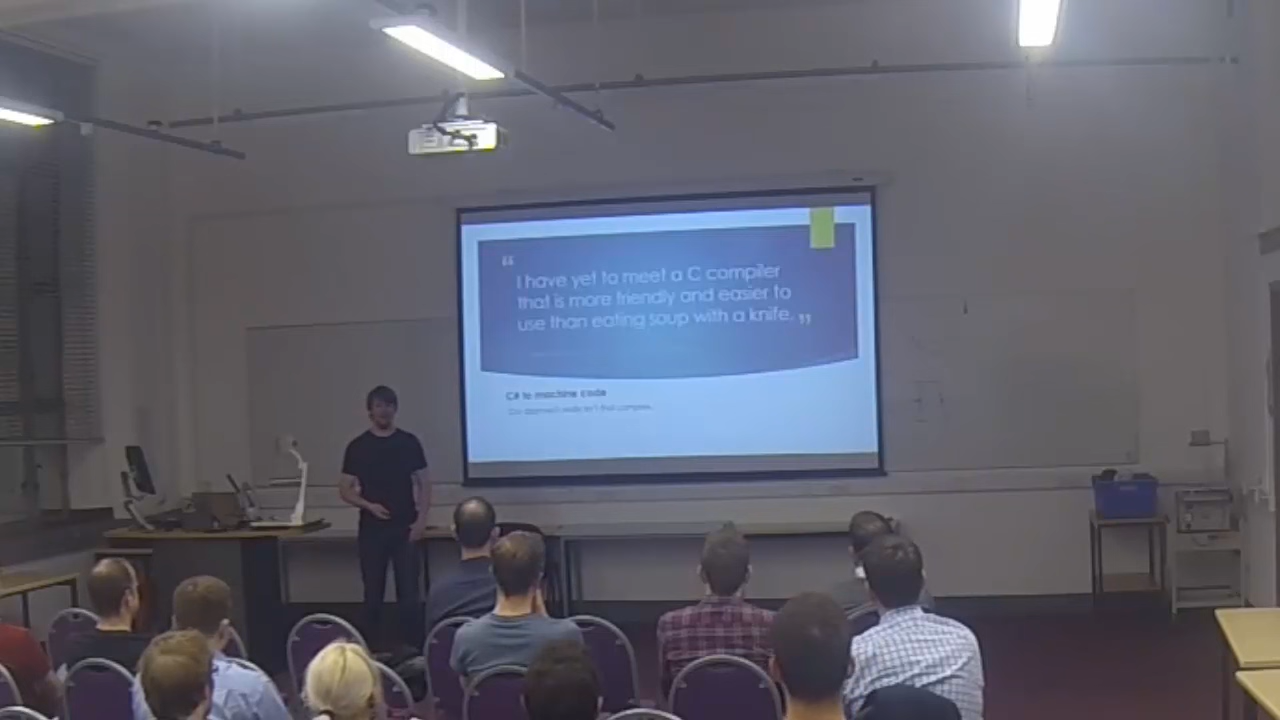 “
I have yet to meet a C compiler
that is more friendly and easier to
use than eating soup with a knife. ”
C# to machine code